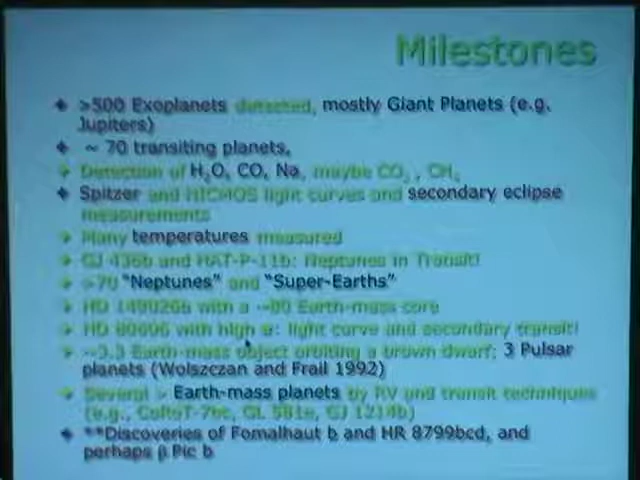 Milestones
>500 Exoplanets detected, mostly Giant Planets (e.g.
Jupiters)
~ 70 transiting planets,
Detection of H₂O, CO, Na, maybe CO₂ , CH₄
Spitzer and NICMOS light curves and secondary eclipse
measurements
Many temperatures measured
GJ 436b and HAT-P-11b: Neptunes in Transit!
>70 “Neptunes” and “Super-Earths”
HD 149026b with a ~80 Earth-mass core
HD 80606 with high e: light curve and secondary transit!
~3.3 Earth-mass object orbiting a brown dwarf; 3 Pulsar
planets (Wolszczan and Frail 1992)
Several > Earth-mass planets by RV and transit techniques
(e.g., CoRoT-7bc, GL 581e, GJ 1214b)
**Discoveries of Fomalhaut b and HR 8799bcd, and
perhaps β Pic b